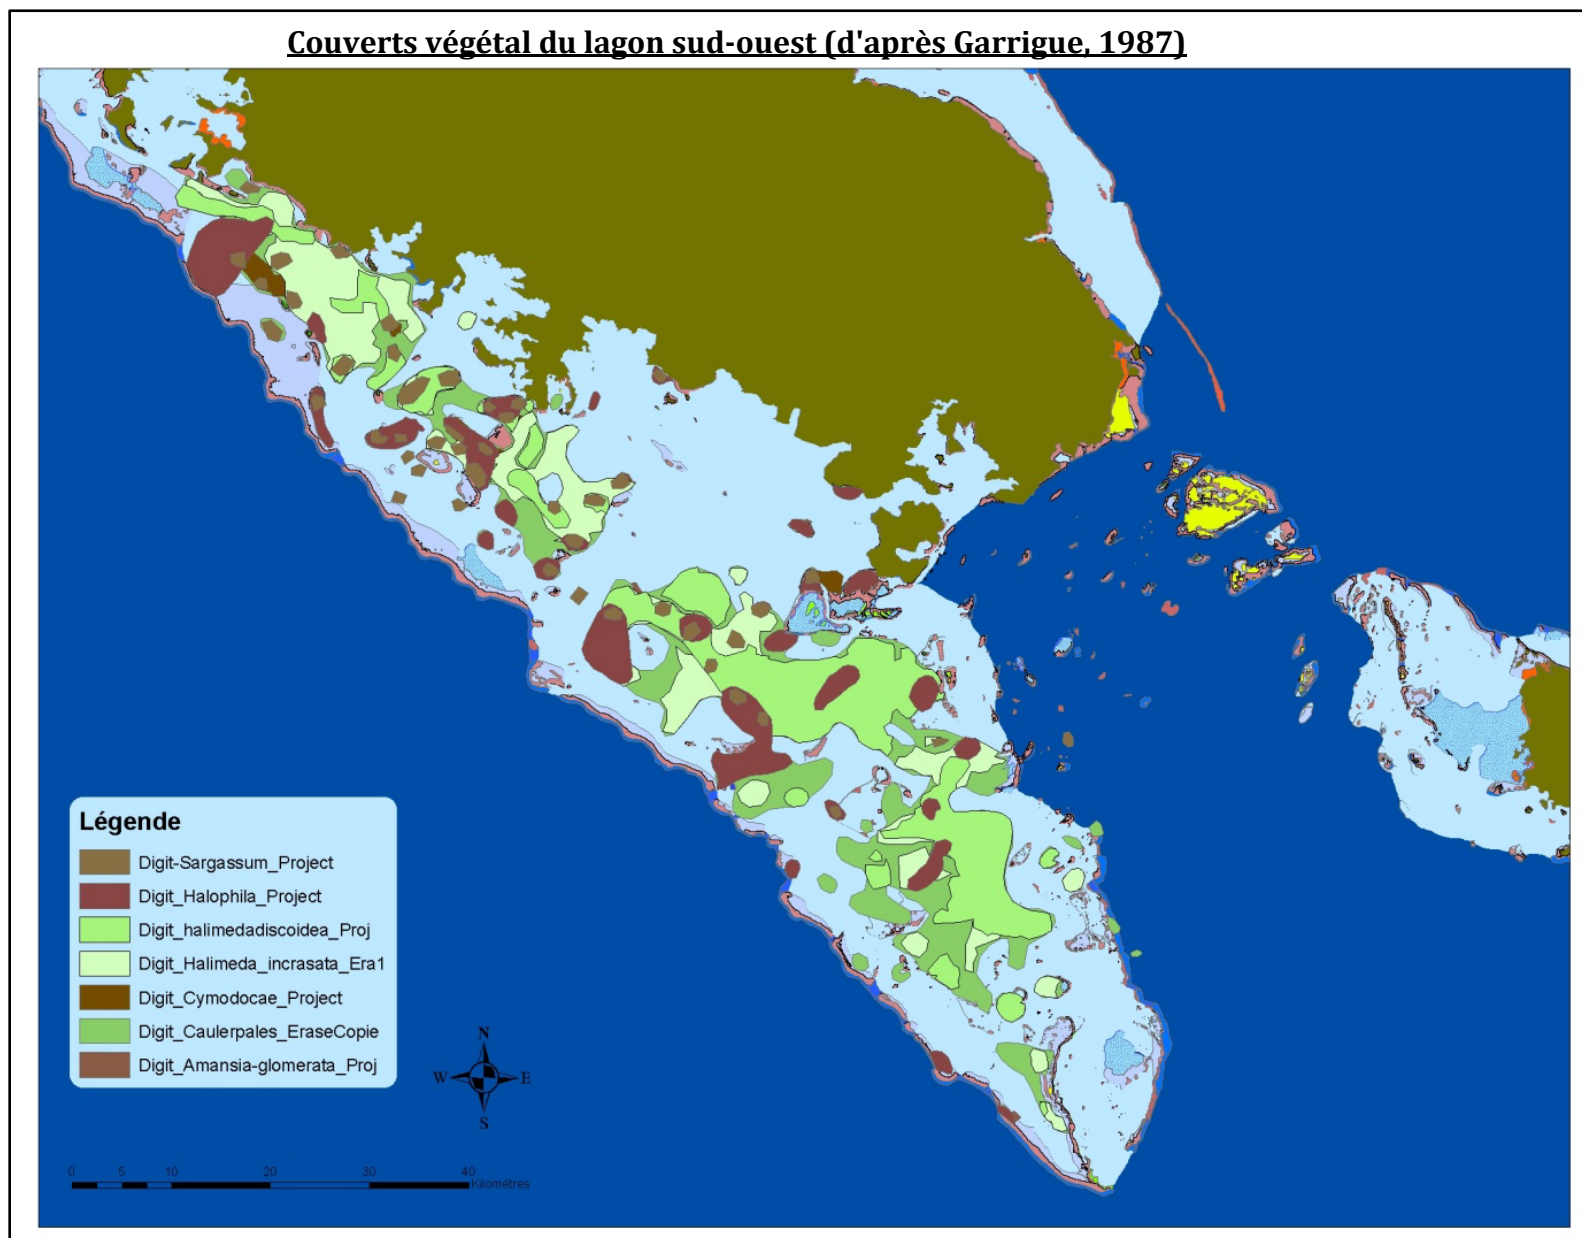 Couverts végétal du lagon sud-ouest (d'après Garrigue, 1987)
Légende
Digit-Sargassum_Project
Digit_Halophila_Project
Digit_halimedadiscoidea_Proj
Digit_Halimeda_incrasata_Era1
Digit_Cymodocae_Project
Digit_Caulerpales_EraseCopie
Digit_Amansia-glomerata_Proj
N
W E
S
0 5 10 20 30 40
Kilomètres